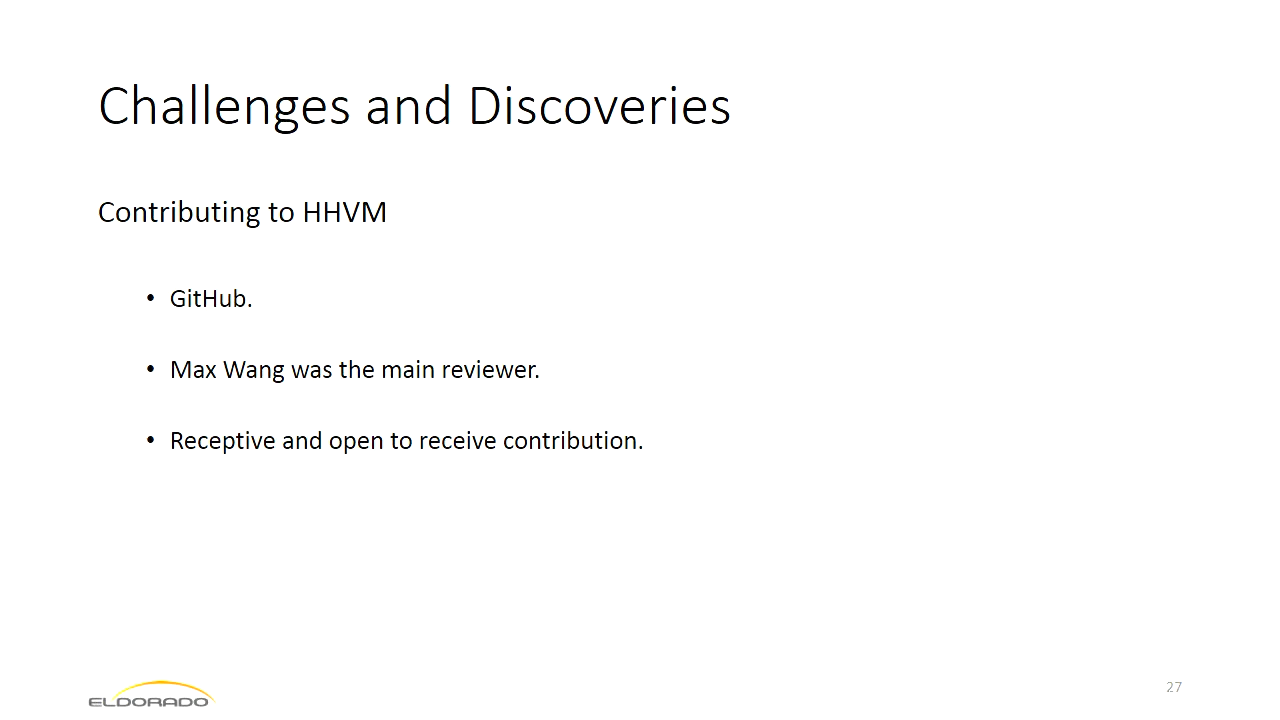 Challenges and Discoveries
Contributing to HHVM
• GitHub.
• Max Wang was the main reviewer.
• Receptive and open to receive contribution.
ELDORADO
27